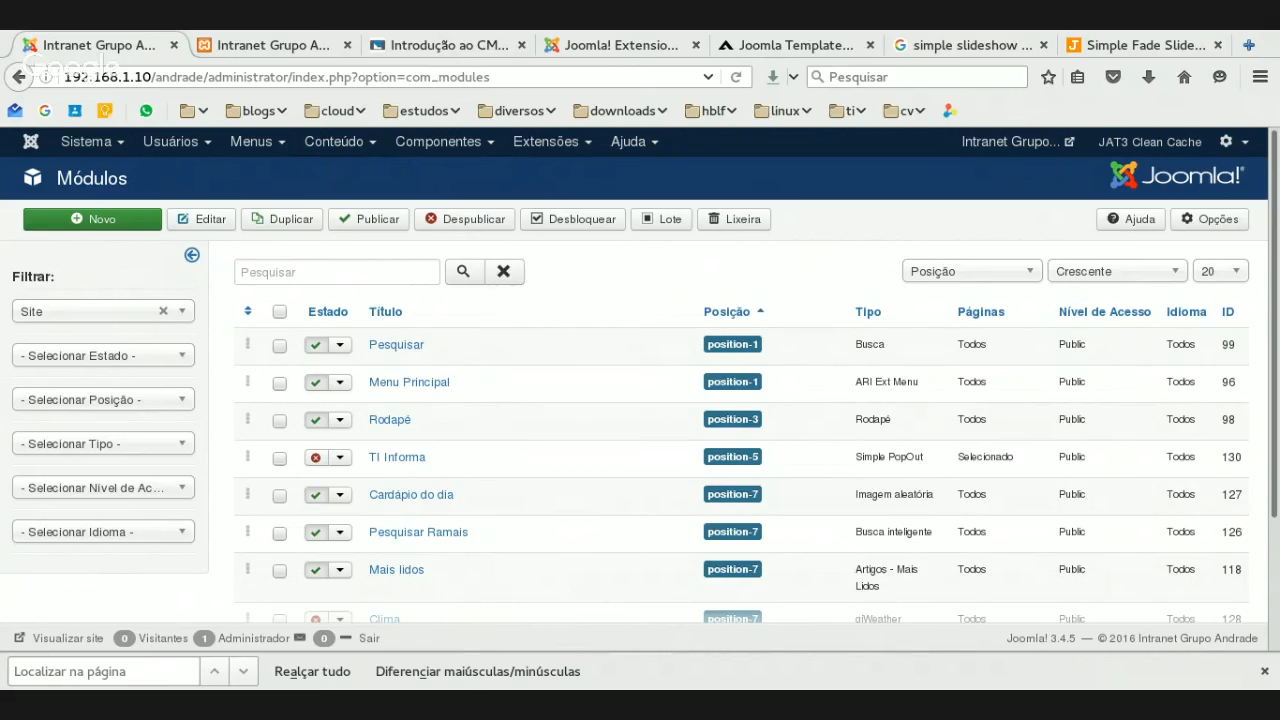 Intranet Grupo A... Intranet Grupo A... Introdução ao CM... Joomla! Extensio... Joomla Template... simple slideshow ... Simple Fade Slide...
Google
192.168.1.10/andrade/administrator/index.php?option=com_modules Pesquisar
blogs cloud estudos diversos downloads hblf linux ti cv
Sistema Usuários Menus Conteúdo Componentes Extensões Ajuda Intranet Grupo... JAT3 Clean Cache
Módulos Joomla!
Novo Editar Duplicar Publicar Despublicar Desbloquear Lote Lixeira Ajuda Opções
Filtrar:
Site
- Selecionar Estado -
- Selecionar Posição -
- Selecionar Tipo -
- Selecionar Nível de Ac...
- Selecionar Idioma -
Pesquisar Posição Crescente 20
Estado Título Posição Tipo Páginas Nível de Acesso Idioma ID
Pesquisar position-1 Busca Todos Public Todos 99
Menu Principal position-1 ARI Ext Menu Todos Public Todos 96
Rodapé position-3 Rodapé Todos Public Todos 98
TI Informa position-5 Simple PopOut Selecionado Public Todos 130
Cardápio do dia position-7 Imagem aleatória Todos Public Todos 127
Pesquisar Ramais position-7 Busca inteligente Todos Public Todos 126
Mais lidos position-7 Artigos - Mais Todos Public Todos 118
Lidos
Clima position-7 giWeather Todos Public Todos 128
Visualizar site 0 Visitantes 1 Administrador 0 Sair Joomla! 3.4.5 — © 2016 Intranet Grupo Andrade
Localizar na página Realçar tudo Diferenciar maiúsculas/minúsculas